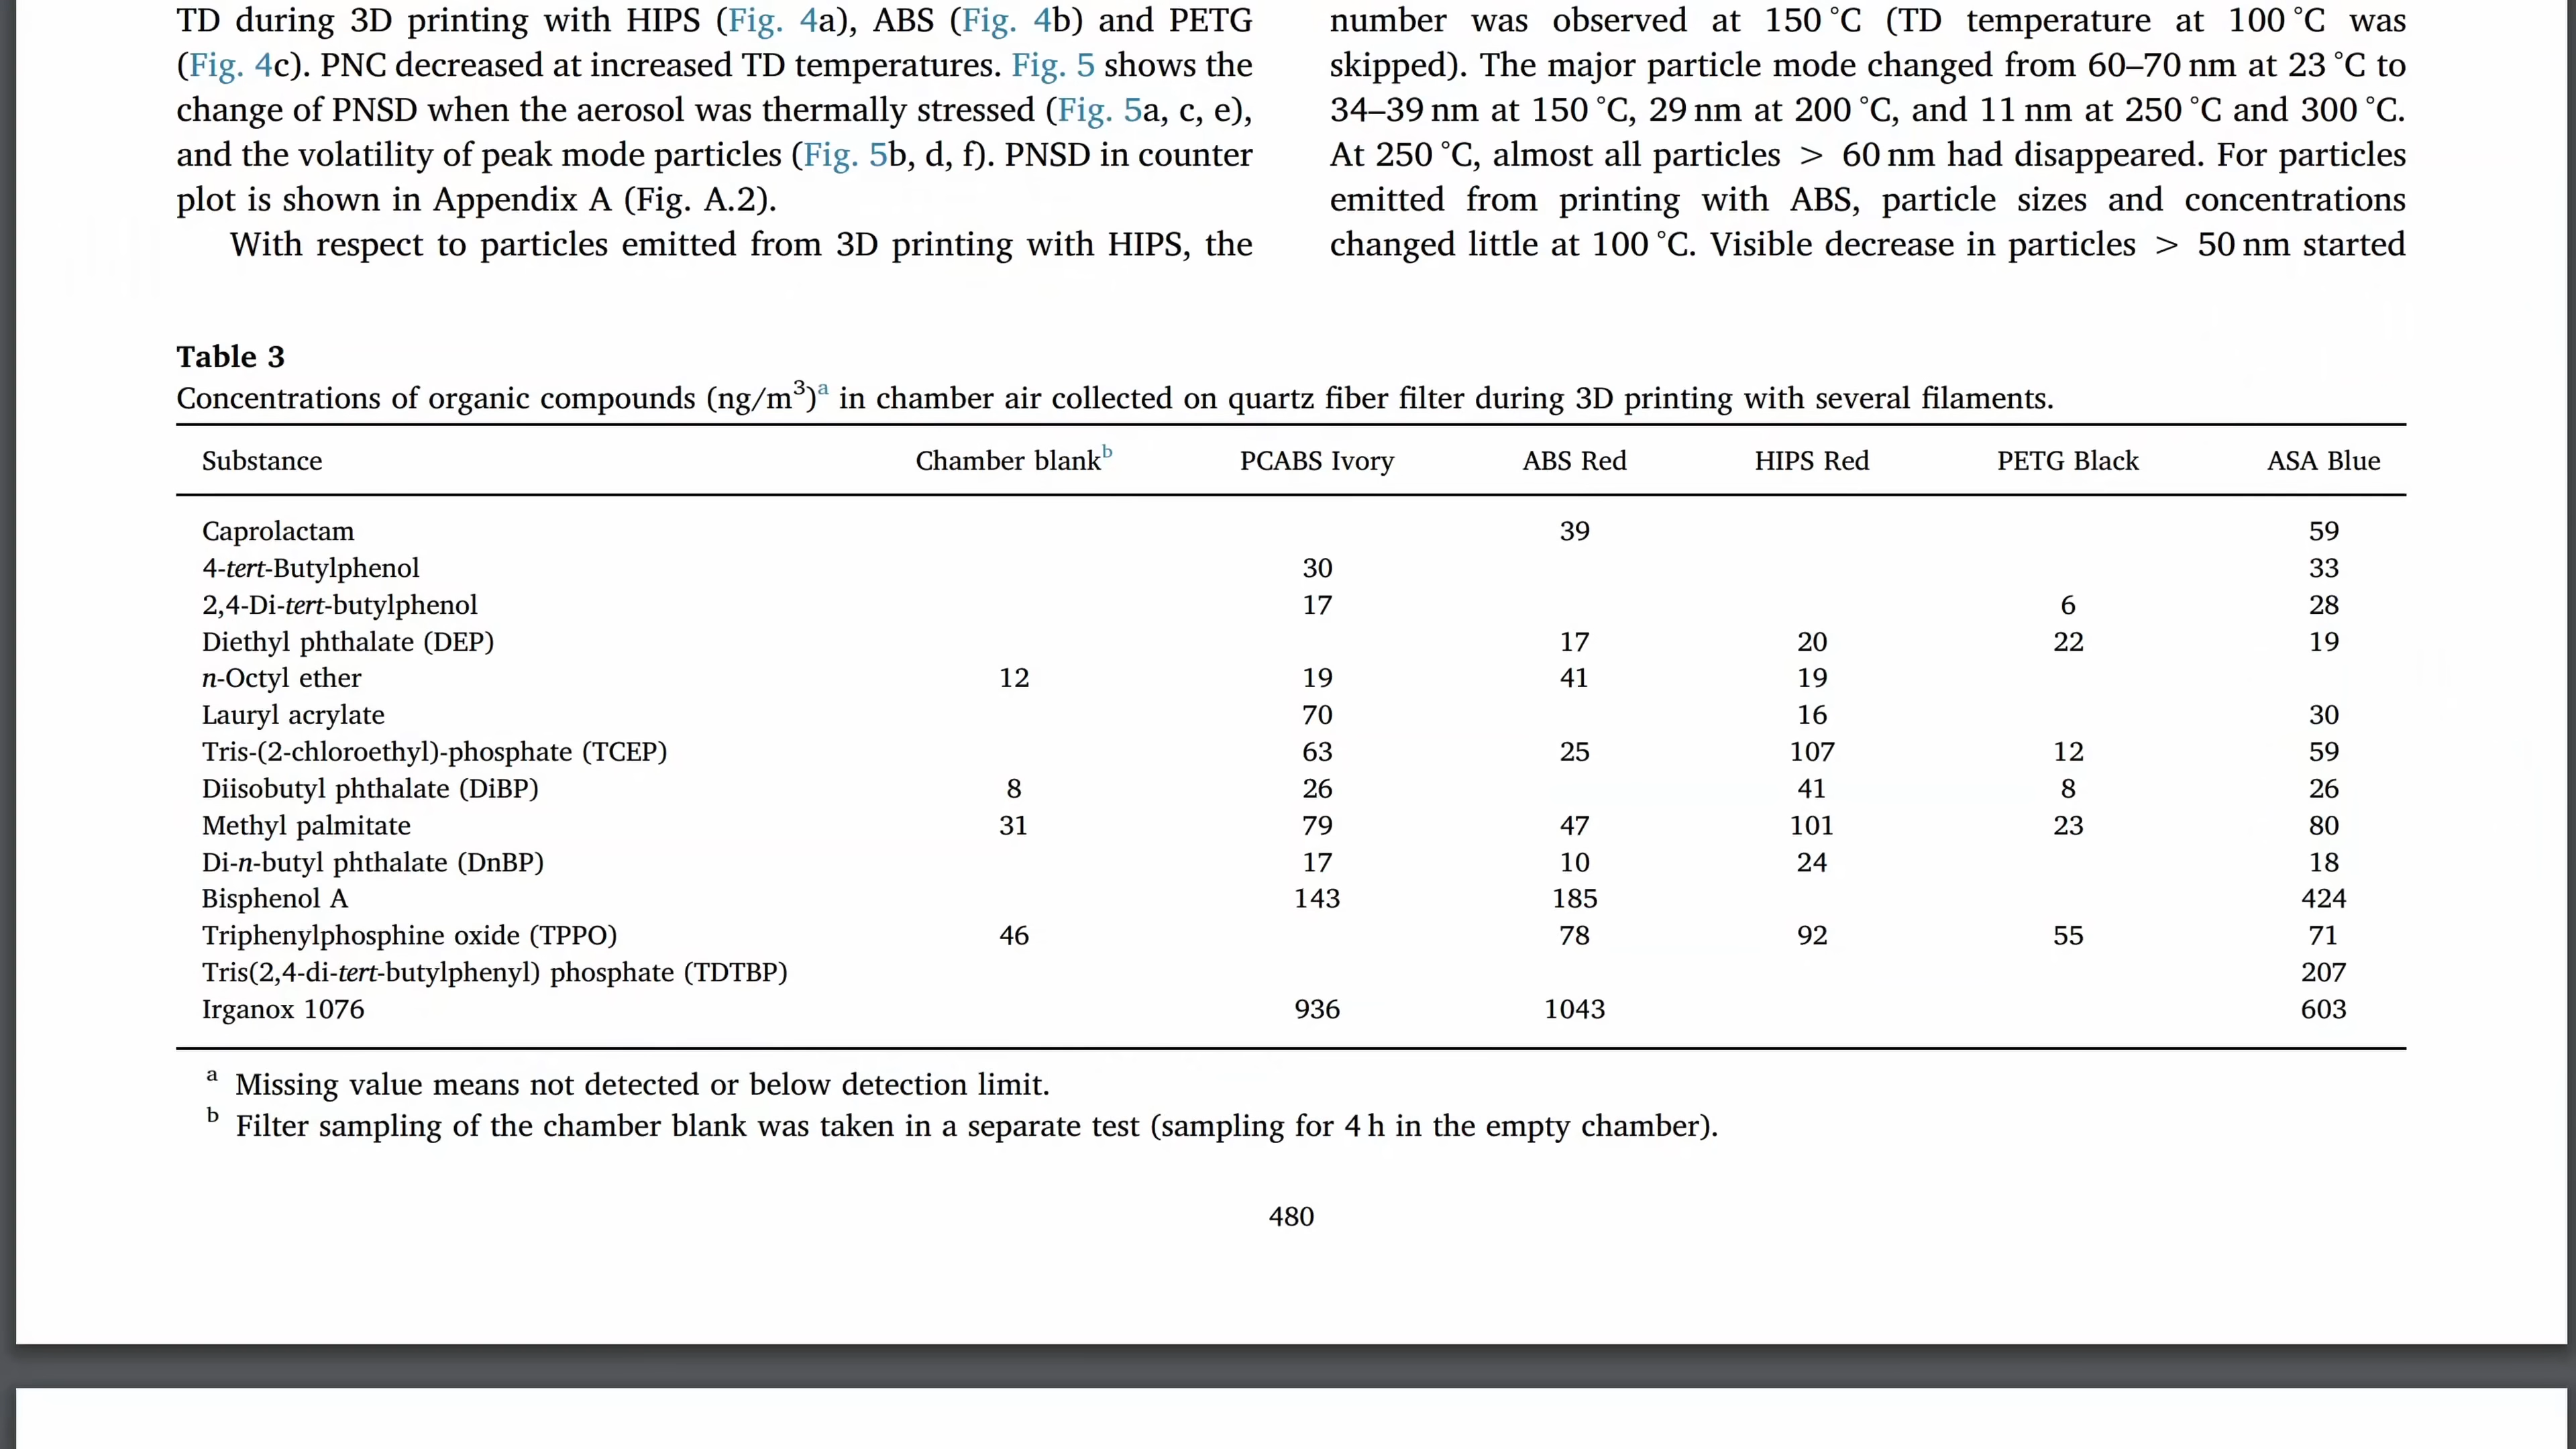 TD during 3D printing with HIPS (Fig. 4a), ABS (Fig. 4b) and PETG
(Fig. 4c). PNC decreased at increased TD temperatures. Fig. 5 shows the
change of PNSD when the aerosol was thermally stressed (Fig. 5a, c, e),
and the volatility of peak mode particles (Fig. 5b, d, f). PNSD in counter
plot is shown in Appendix A (Fig. A.2).
With respect to particles emitted from 3D printing with HIPS, the
number was observed at 150 °C (TD temperature at 100 °C was
skipped). The major particle mode changed from 60–70 nm at 23 °C to
34–39 nm at 150 °C, 29 nm at 200 °C, and 11 nm at 250 °C and 300 °C.
At 250 °C, almost all particles > 60 nm had disappeared. For particles
emitted from printing with ABS, particle sizes and concentrations
changed little at 100 °C. Visible decrease in particles > 50 nm started
Table 3
Concentrations of organic compounds (ng/m³)ᵃ in chamber air collected on quartz fiber filter during 3D printing with several filaments.
Substance Chamber blankᵇ PCABS Ivory ABS Red HIPS Red PETG Black ASA Blue
Caprolactam 39 59
4-tert-Butylphenol 30 33
2,4-Di-tert-butylphenol 17 6 28
Diethyl phthalate (DEP) 17 20 22 19
n-Octyl ether 12 19 41 19
Lauryl acrylate 70 16 30
Tris-(2-chloroethyl)-phosphate (TCEP) 63 25 107 12 59
Diisobutyl phthalate (DiBP) 8 26 41 8 26
Methyl palmitate 31 79 47 101 23 80
Di-n-butyl phthalate (DnBP) 17 10 24 18
Bisphenol A 143 185 424
Triphenylphosphine oxide (TPPO) 46 78 92 55 71
Tris(2,4-di-tert-butylphenyl) phosphate (TDTBP) 207
Irganox 1076 936 1043 603
ᵃ Missing value means not detected or below detection limit.
ᵇ Filter sampling of the chamber blank was taken in a separate test (sampling for 4 h in the empty chamber).
480